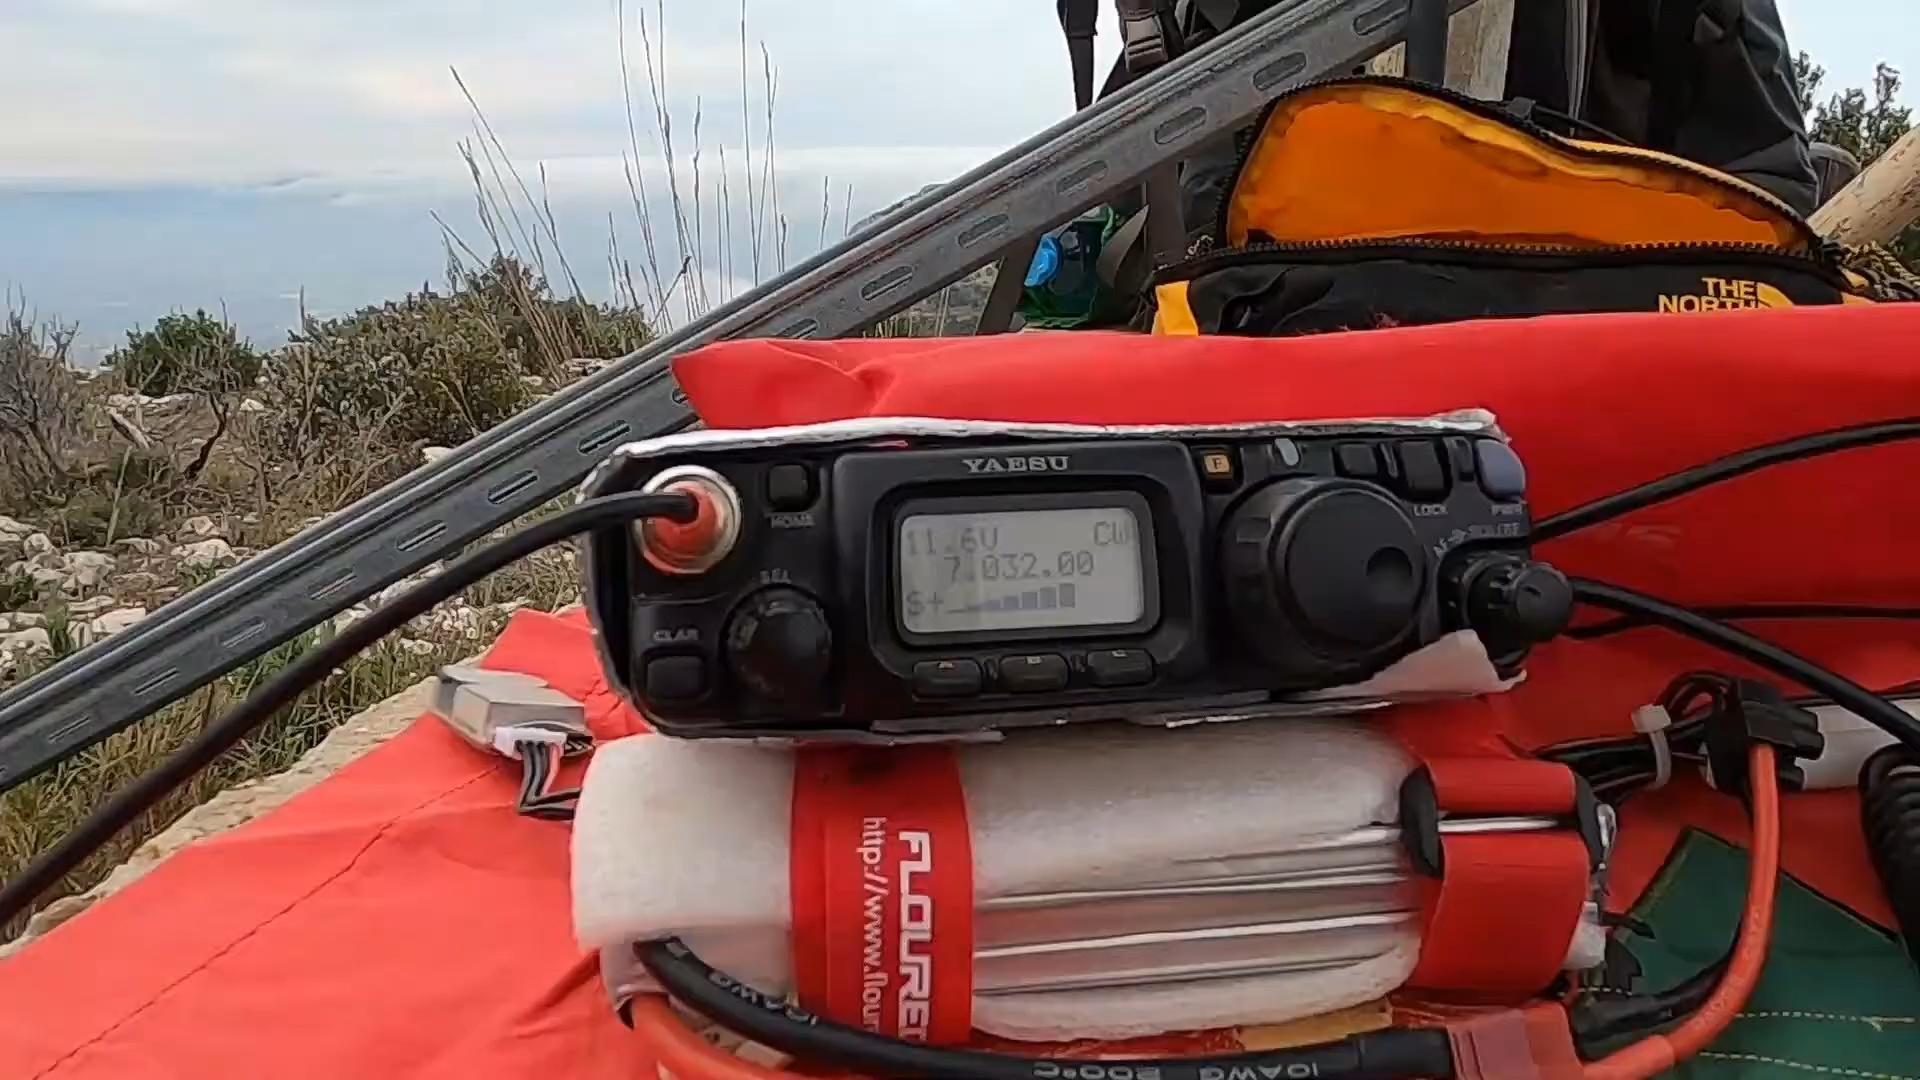 THE
NORTH
YAESU
F
HOME
LOCK
PWR
SEL
11.6V CW
7.032.00
S+
CLAR
A
B
C
FLOURE
http://www.flour
10AWG
200°C 10AWG